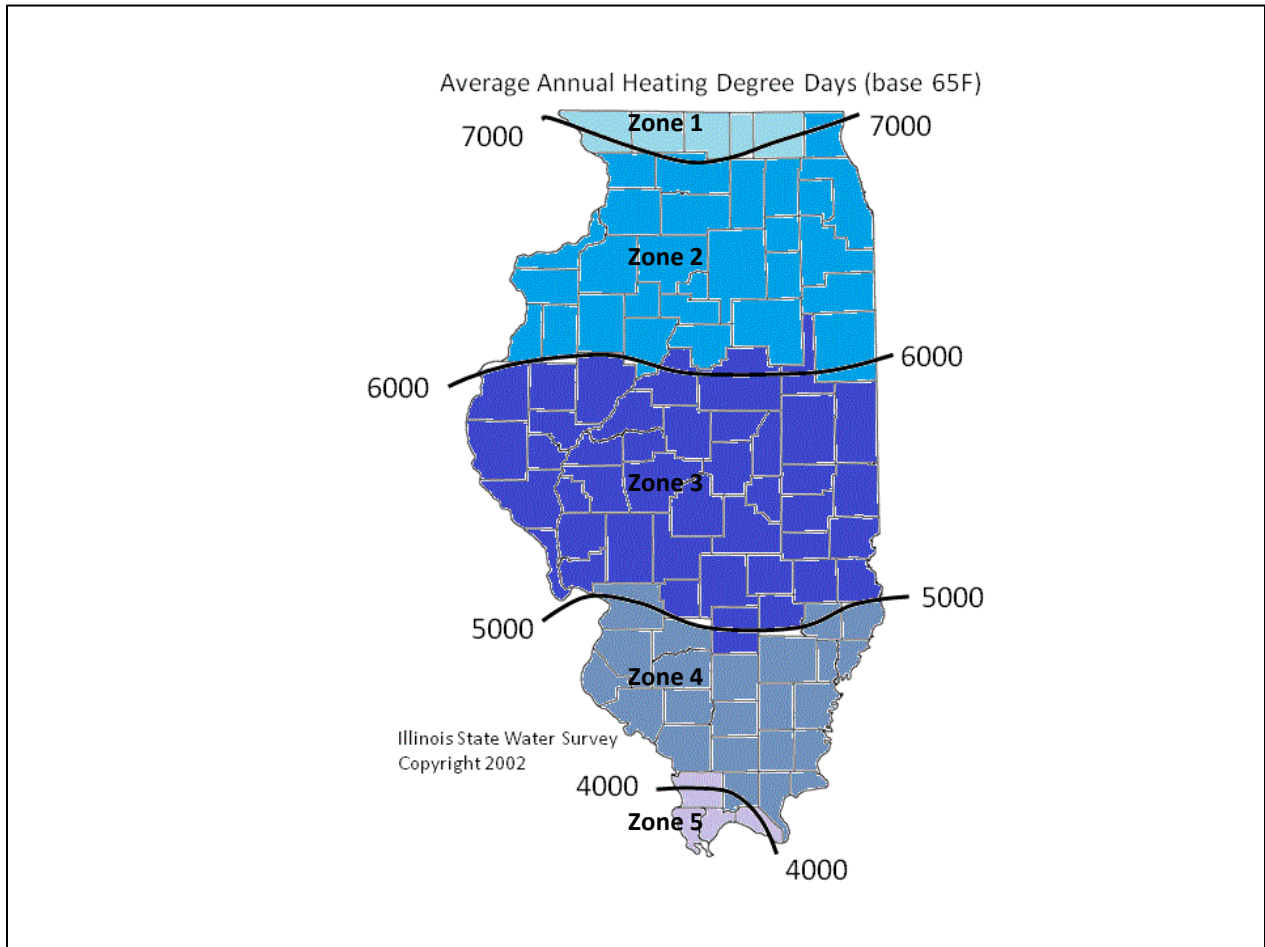 Average Annual Heating Degree Days (base 65F)
Zone 1
7000
7000
Zone 2
6000
6000
Zone 3
5000
5000
Zone 4
Illinois State Water Survey
Copyright 2002
4000
Zone 5
4000